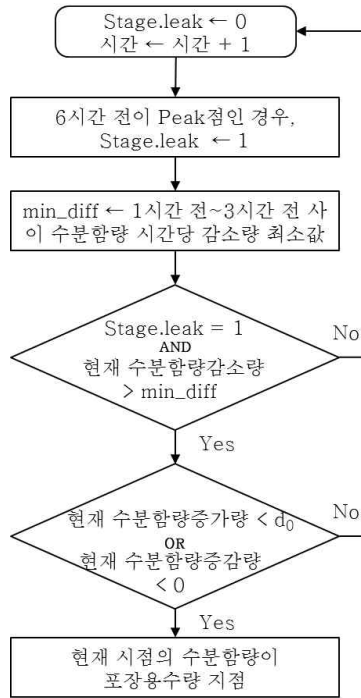 Stage.leak ← 0
시간 ← 시간 + 1
6시간 전이 Peak점인 경우,
Stage.leak ← 1
min_diff ← 1시간 전~3시간 전 사
이 수분함량 시간당 감소량 최소값
Stage.leak = 1
AND
현재 수분함량감소량
> min_diff
No
Yes
현재 수분함량증가량 < d₀
OR
현재 수분함량증감량
< 0
No
Yes
현재 시점의 수분함량이
포장용수량 지점